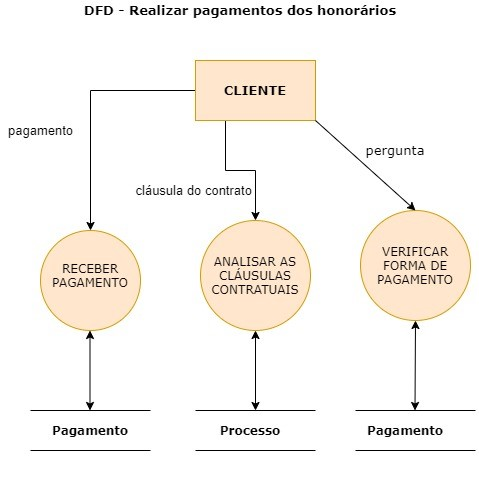 DFD - Realizar pagamentos dos honorários
CLIENTE
pagamento
cláusula do contrato
pergunta
RECEBER
PAGAMENTO
ANALISAR AS
CLÁUSULAS
CONTRATUAIS
VERIFICAR
FORMA DE
PAGAMENTO
Pagamento
Processo
Pagamento